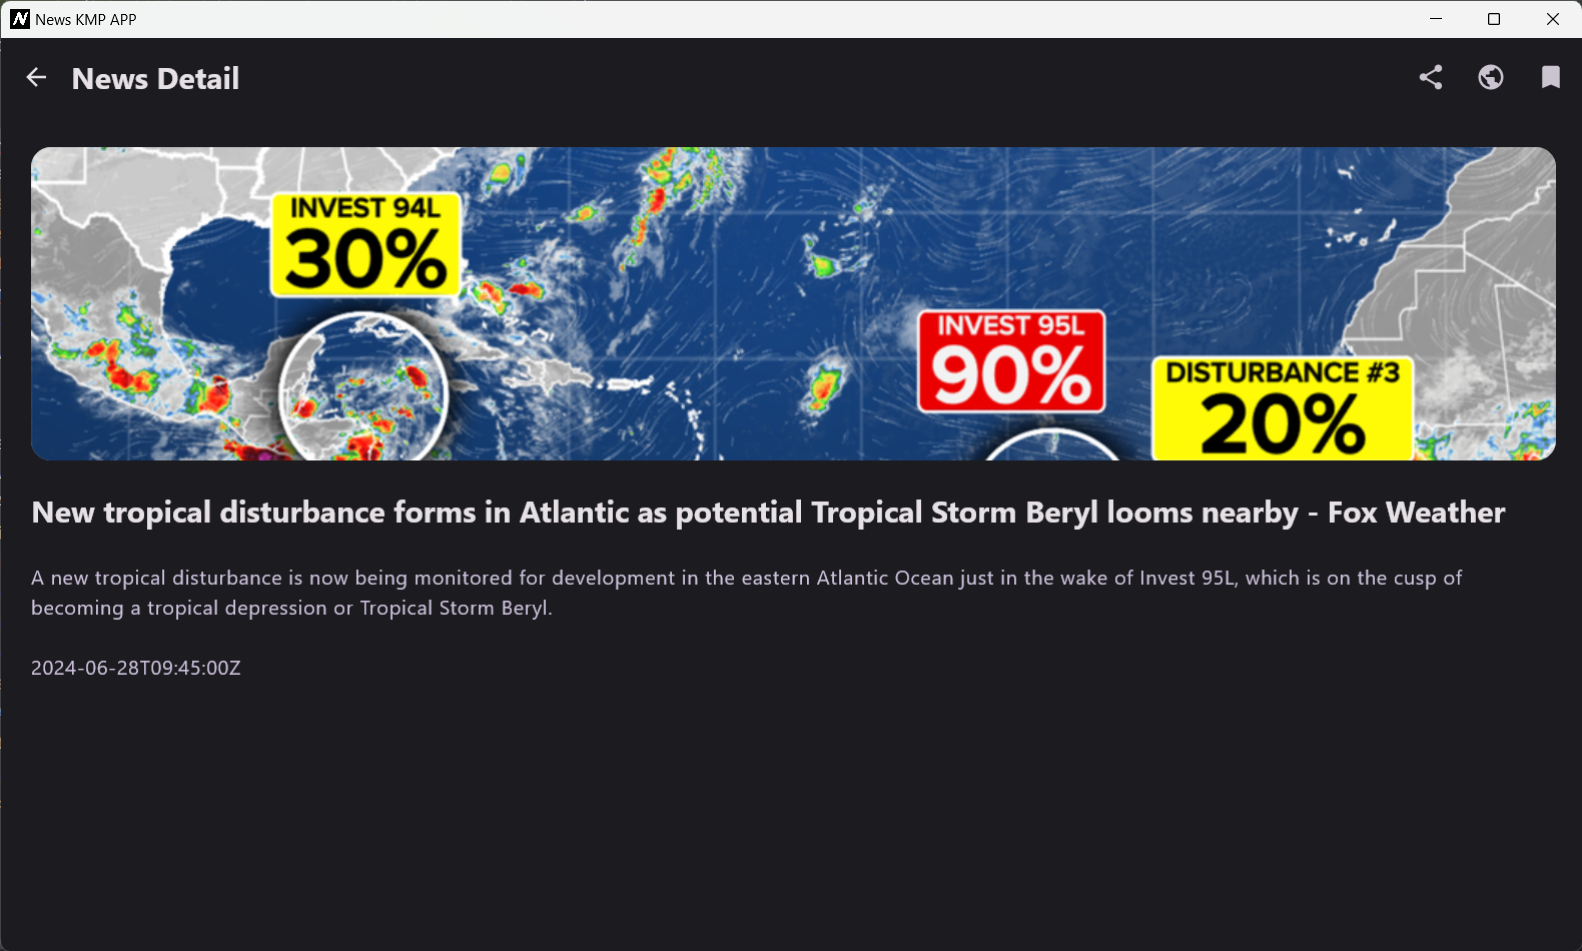 News KMP APP
News Detail
INVEST 94L
30%
INVEST 95L
90%
DISTURBANCE #3
20%
New tropical disturbance forms in Atlantic as potential Tropical Storm Beryl looms nearby - Fox Weather
A new tropical disturbance is now being monitored for development in the eastern Atlantic Ocean just in the wake of Invest 95L, which is on the cusp of
becoming a tropical depression or Tropical Storm Beryl.
2024-06-28T09:45:00Z